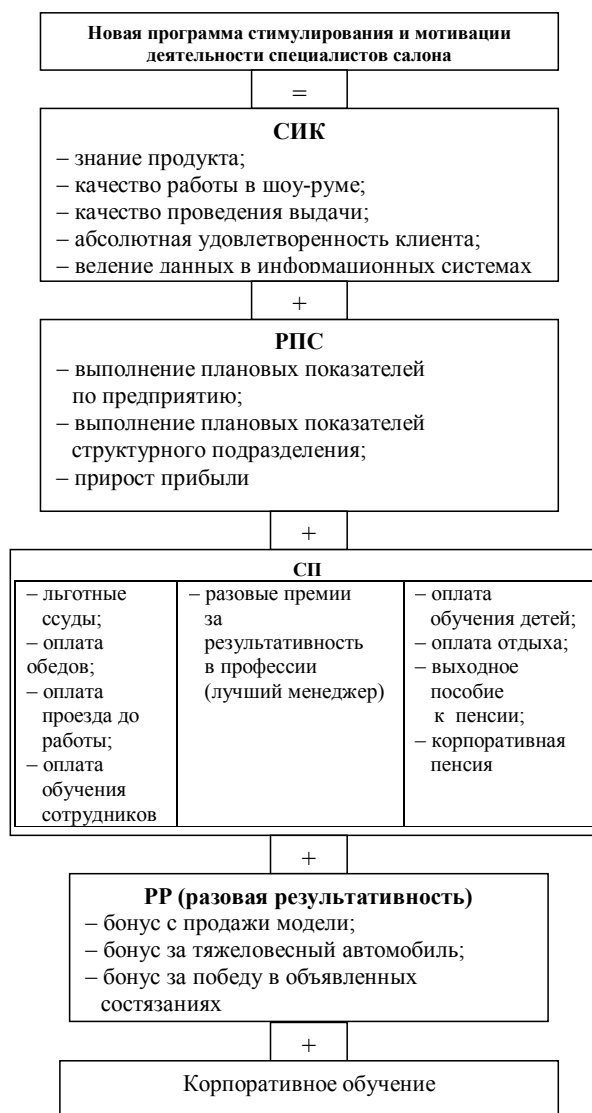 Новая программа стимулирования и мотивации
деятельности специалистов салона
=
СИК
– знание продукта;
– качество работы в шоу-руме;
– качество проведения выдачи;
– абсолютная удовлетворенность клиента;
– ведение данных в информационных системах
+
РПС
– выполнение плановых показателей
по предприятию;
– выполнение плановых показателей
структурного подразделения;
– прирост прибыли
+
СП
– льготные
ссуды;
– оплата
обедов;
– оплата
проезда до
работы;
– оплата
обучения
сотрудников
– разовые премии
за
результативность
в профессии
(лучший менеджер)
– оплата
обучения детей;
– оплата отдыха;
– выходное
пособие
к пенсии;
– корпоративная
пенсия
+
РР (разовая результативность)
– бонус с продажи модели;
– бонус за тяжеловесный автомобиль;
– бонус за победу в объявленных
состязаниях
+
Корпоративное обучение